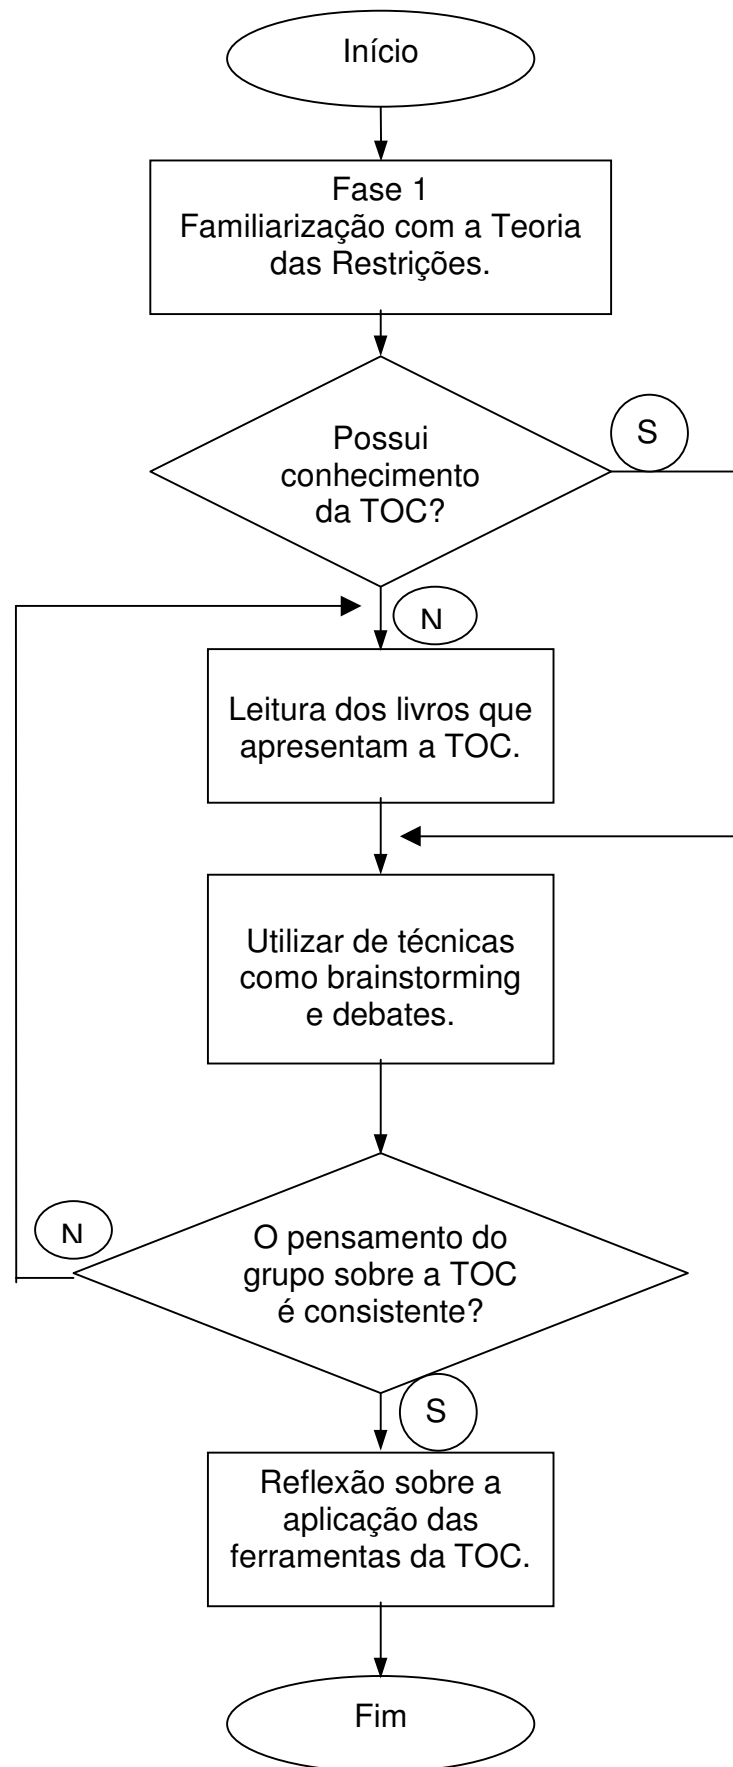 Início
Fase 1
Familiarização com a Teoria
das Restrições.
Possui
conhecimento
da TOC?
S
N
Leitura dos livros que
apresentam a TOC.
Utilizar de técnicas
como brainstorming
e debates.
N
O pensamento do
grupo sobre a TOC
é consistente?
S
Reflexão sobre a
aplicação das
ferramentas da TOC.
Fim